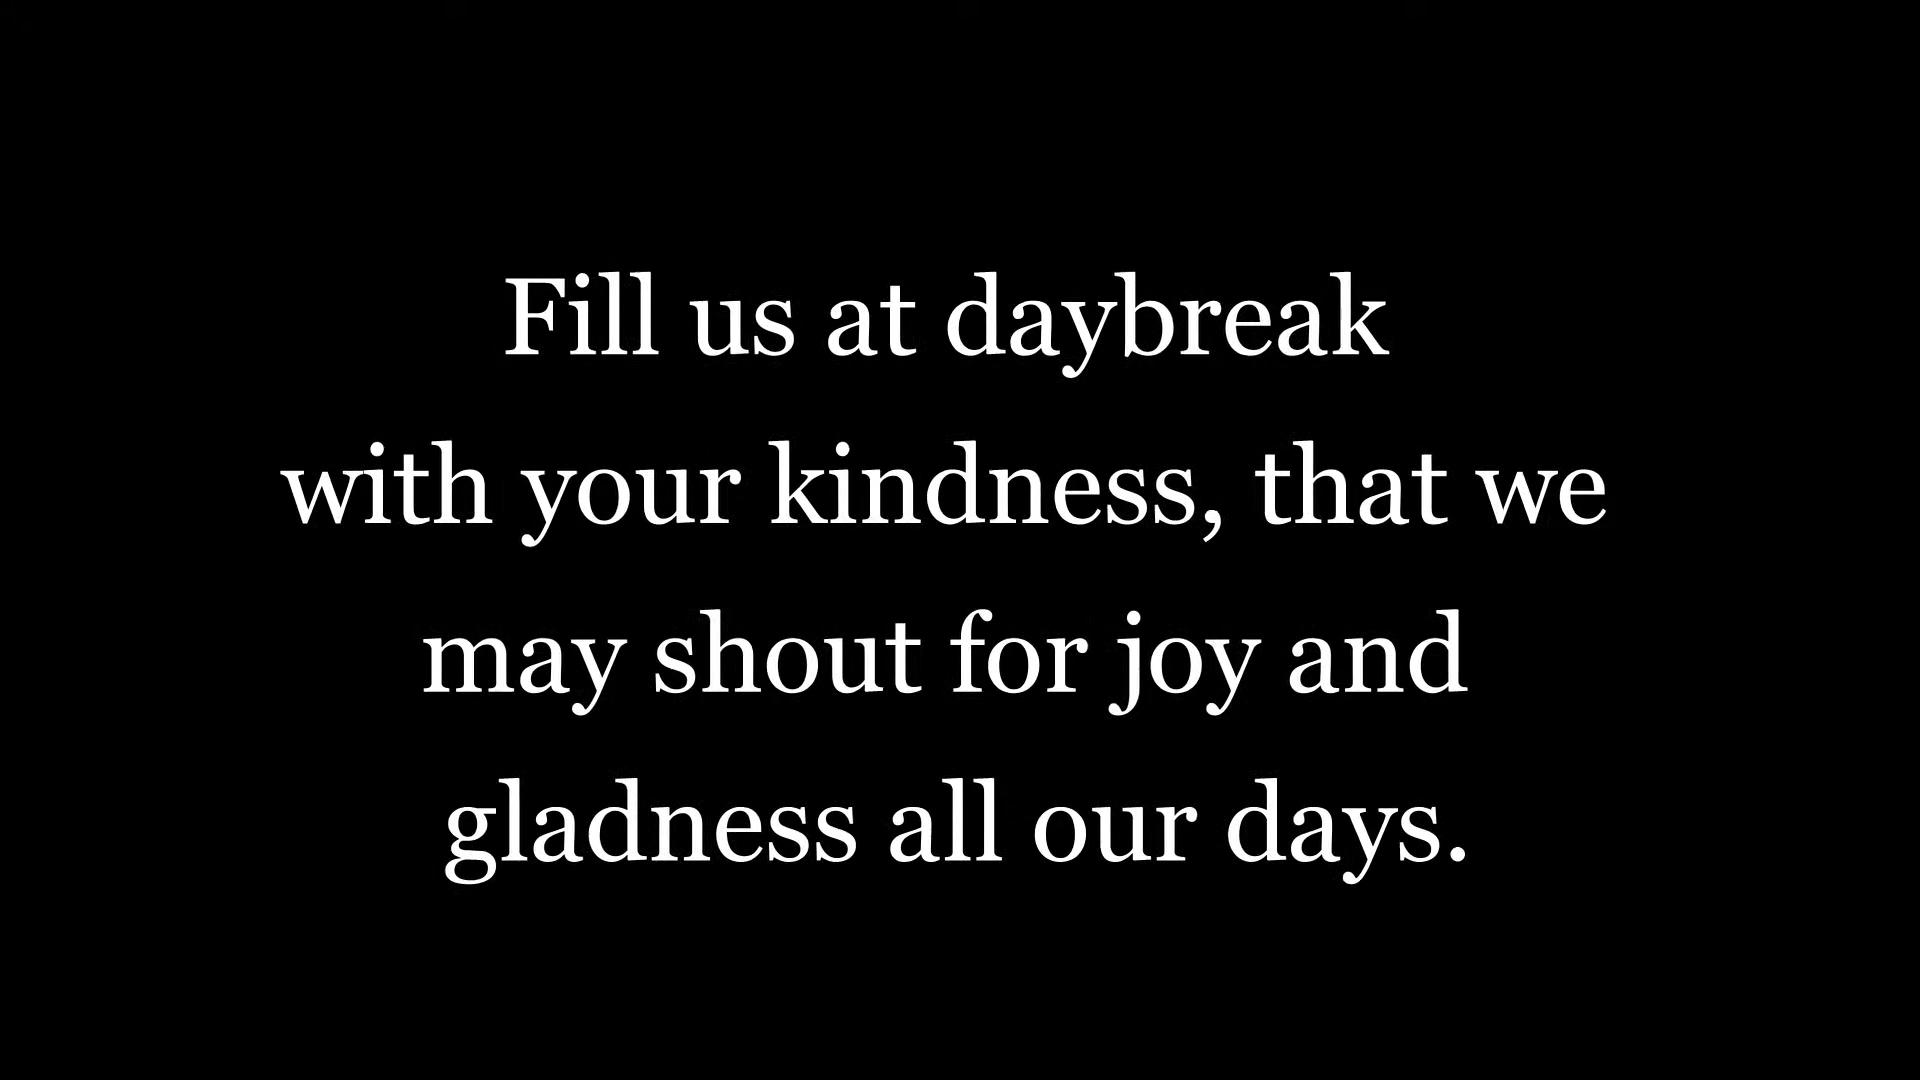 Fill us at daybreak
with your kindness, that we
may shout for joy and
gladness all our days.